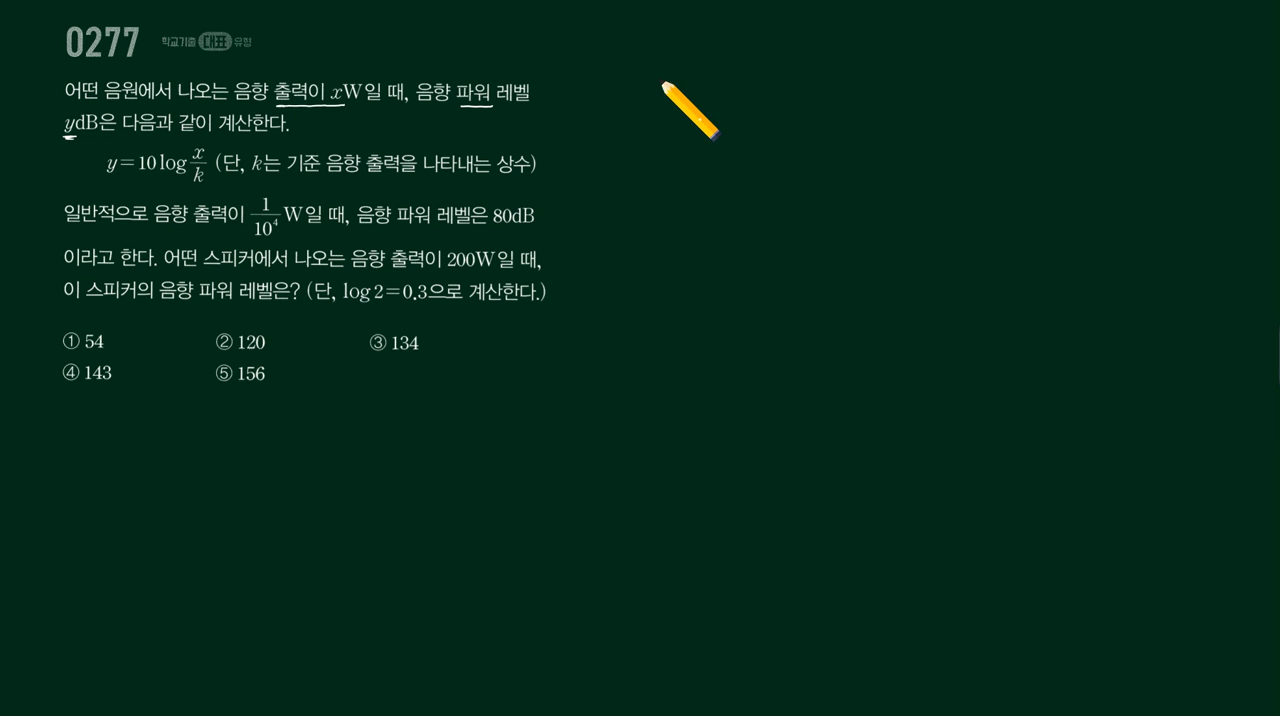 0277 학교기출 대표 유형
어떤 음원에서 나오는 음향 출력이 xW일 때, 음향 파워 레벨
ydB은 다음과 같이 계산한다.
y=10 log x/k (단, k는 기준 음향 출력을 나타내는 상수)
일반적으로 음향 출력이 1/10⁴ W일 때, 음향 파워 레벨은 80dB
이라고 한다. 어떤 스피커에서 나오는 음향 출력이 200W일 때,
이 스피커의 음향 파워 레벨은? (단, log 2=0.3으로 계산한다.)
① 54 ② 120 ③ 134
④ 143 ⑤ 156